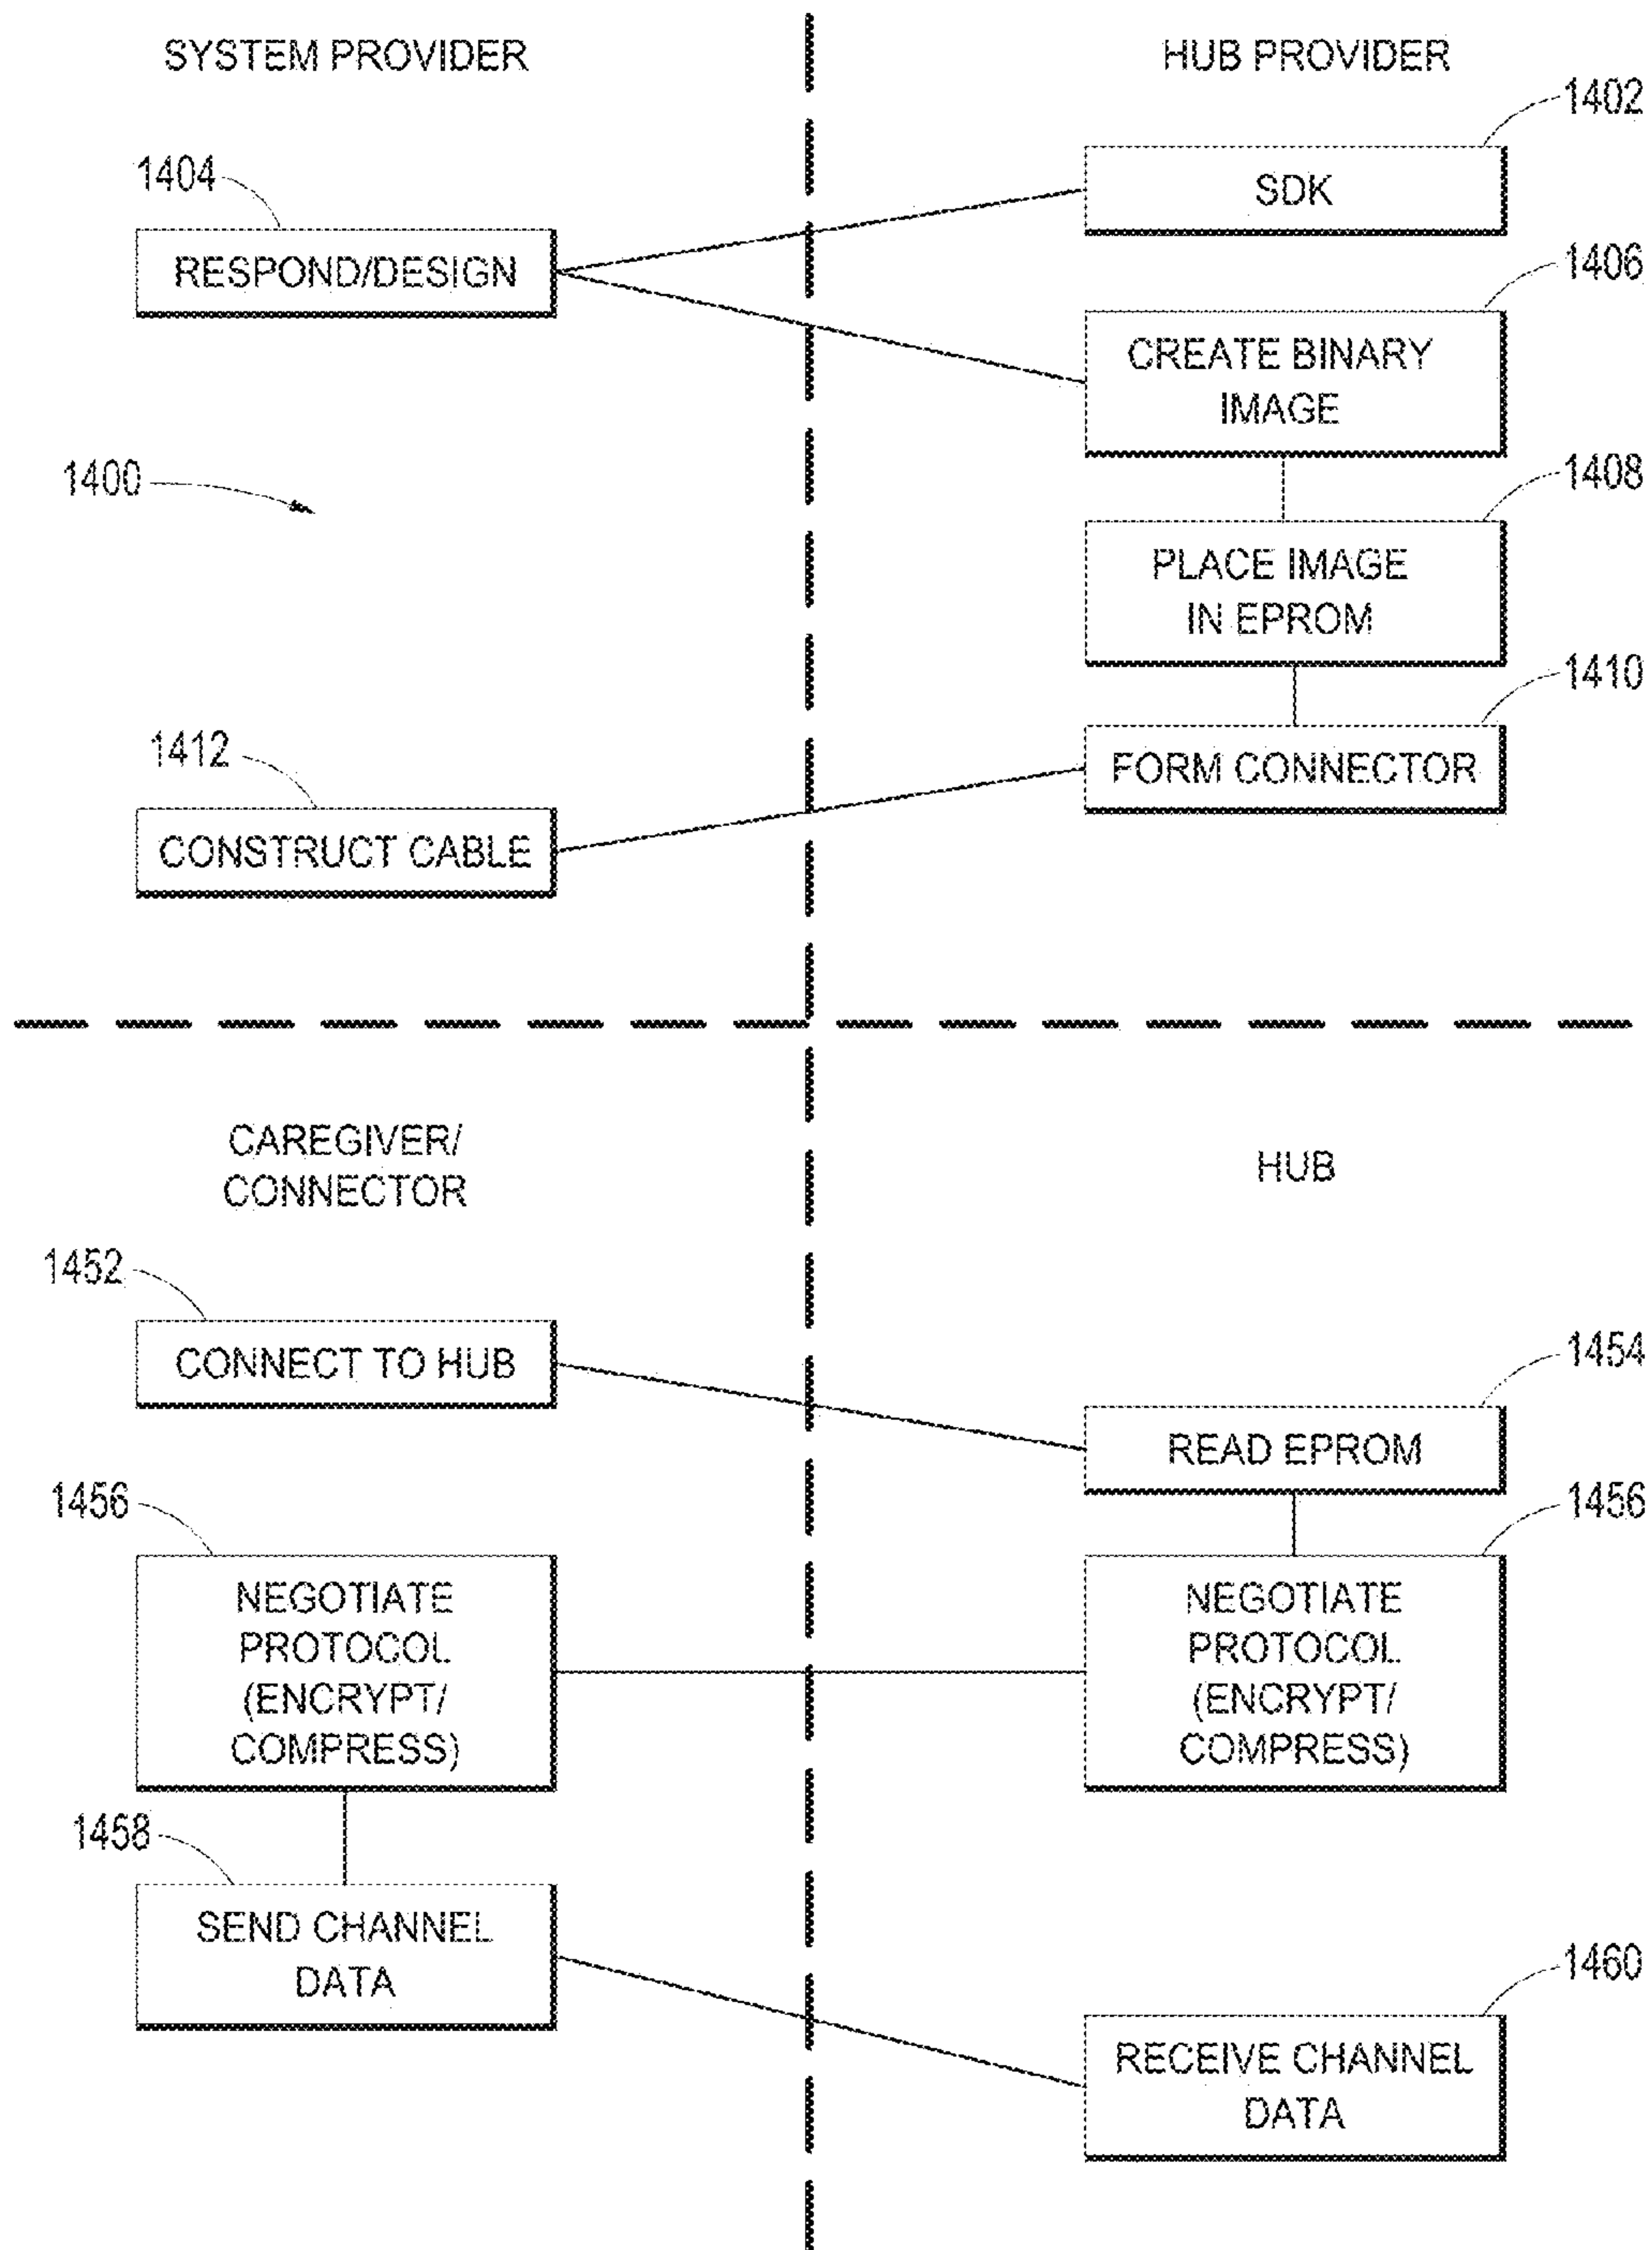 SYSTEM PROVIDER
HUB PROVIDER
1402
SDK
1404
RESPOND/DESIGN
1406
CREATE BINARY
IMAGE
1400
1408
PLACE IMAGE
IN EPROM
1410
FORM CONNECTOR
1412
CONSTRUCT CABLE
CAREGIVER/
CONNECTOR
HUB
1452
CONNECT TO HUB
1454
READ EPROM
1456
NEGOTIATE
PROTOCOL
(ENCRYPT/
COMPRESS)
1456
NEGOTIATE
PROTOCOL
(ENCRYPT/
COMPRESS)
1458
SEND CHANNEL
DATA
1460
RECEIVE CHANNEL
DATA